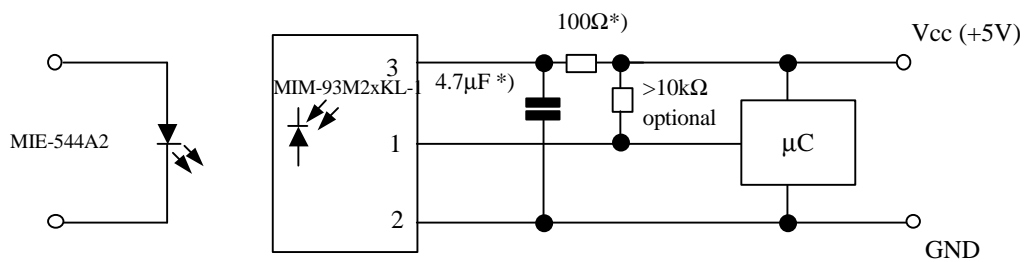 100Ω*)
Vcc (+5V)
3
4.7µF *)
MIM-93M2xKL-1
>10kΩ
optional
MIE-544A2
1
µC
2
GND